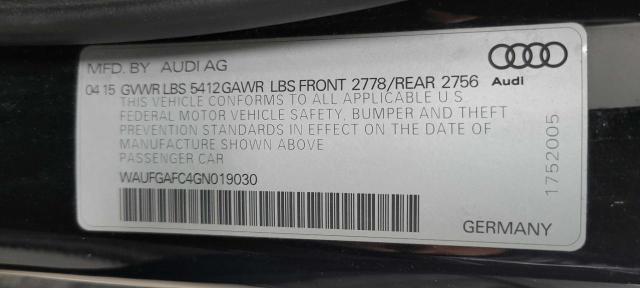 MFD. BY AUDI AG
04 15 GVWR LBS 5412 GAWR LBS FRONT 2778/REAR 2756
THIS VEHICLE CONFORMS TO ALL APPLICABLE U S
FEDERAL MOTOR VEHICLE SAFETY, BUMPER AND THEFT
PREVENTION STANDARDS IN EFFECT ON THE DATE OF
MANUFACTURE SHOWN ABOVE
PASSENGER CAR
WAUFGAFC4GN019030
Audi
1752005
GERMANY